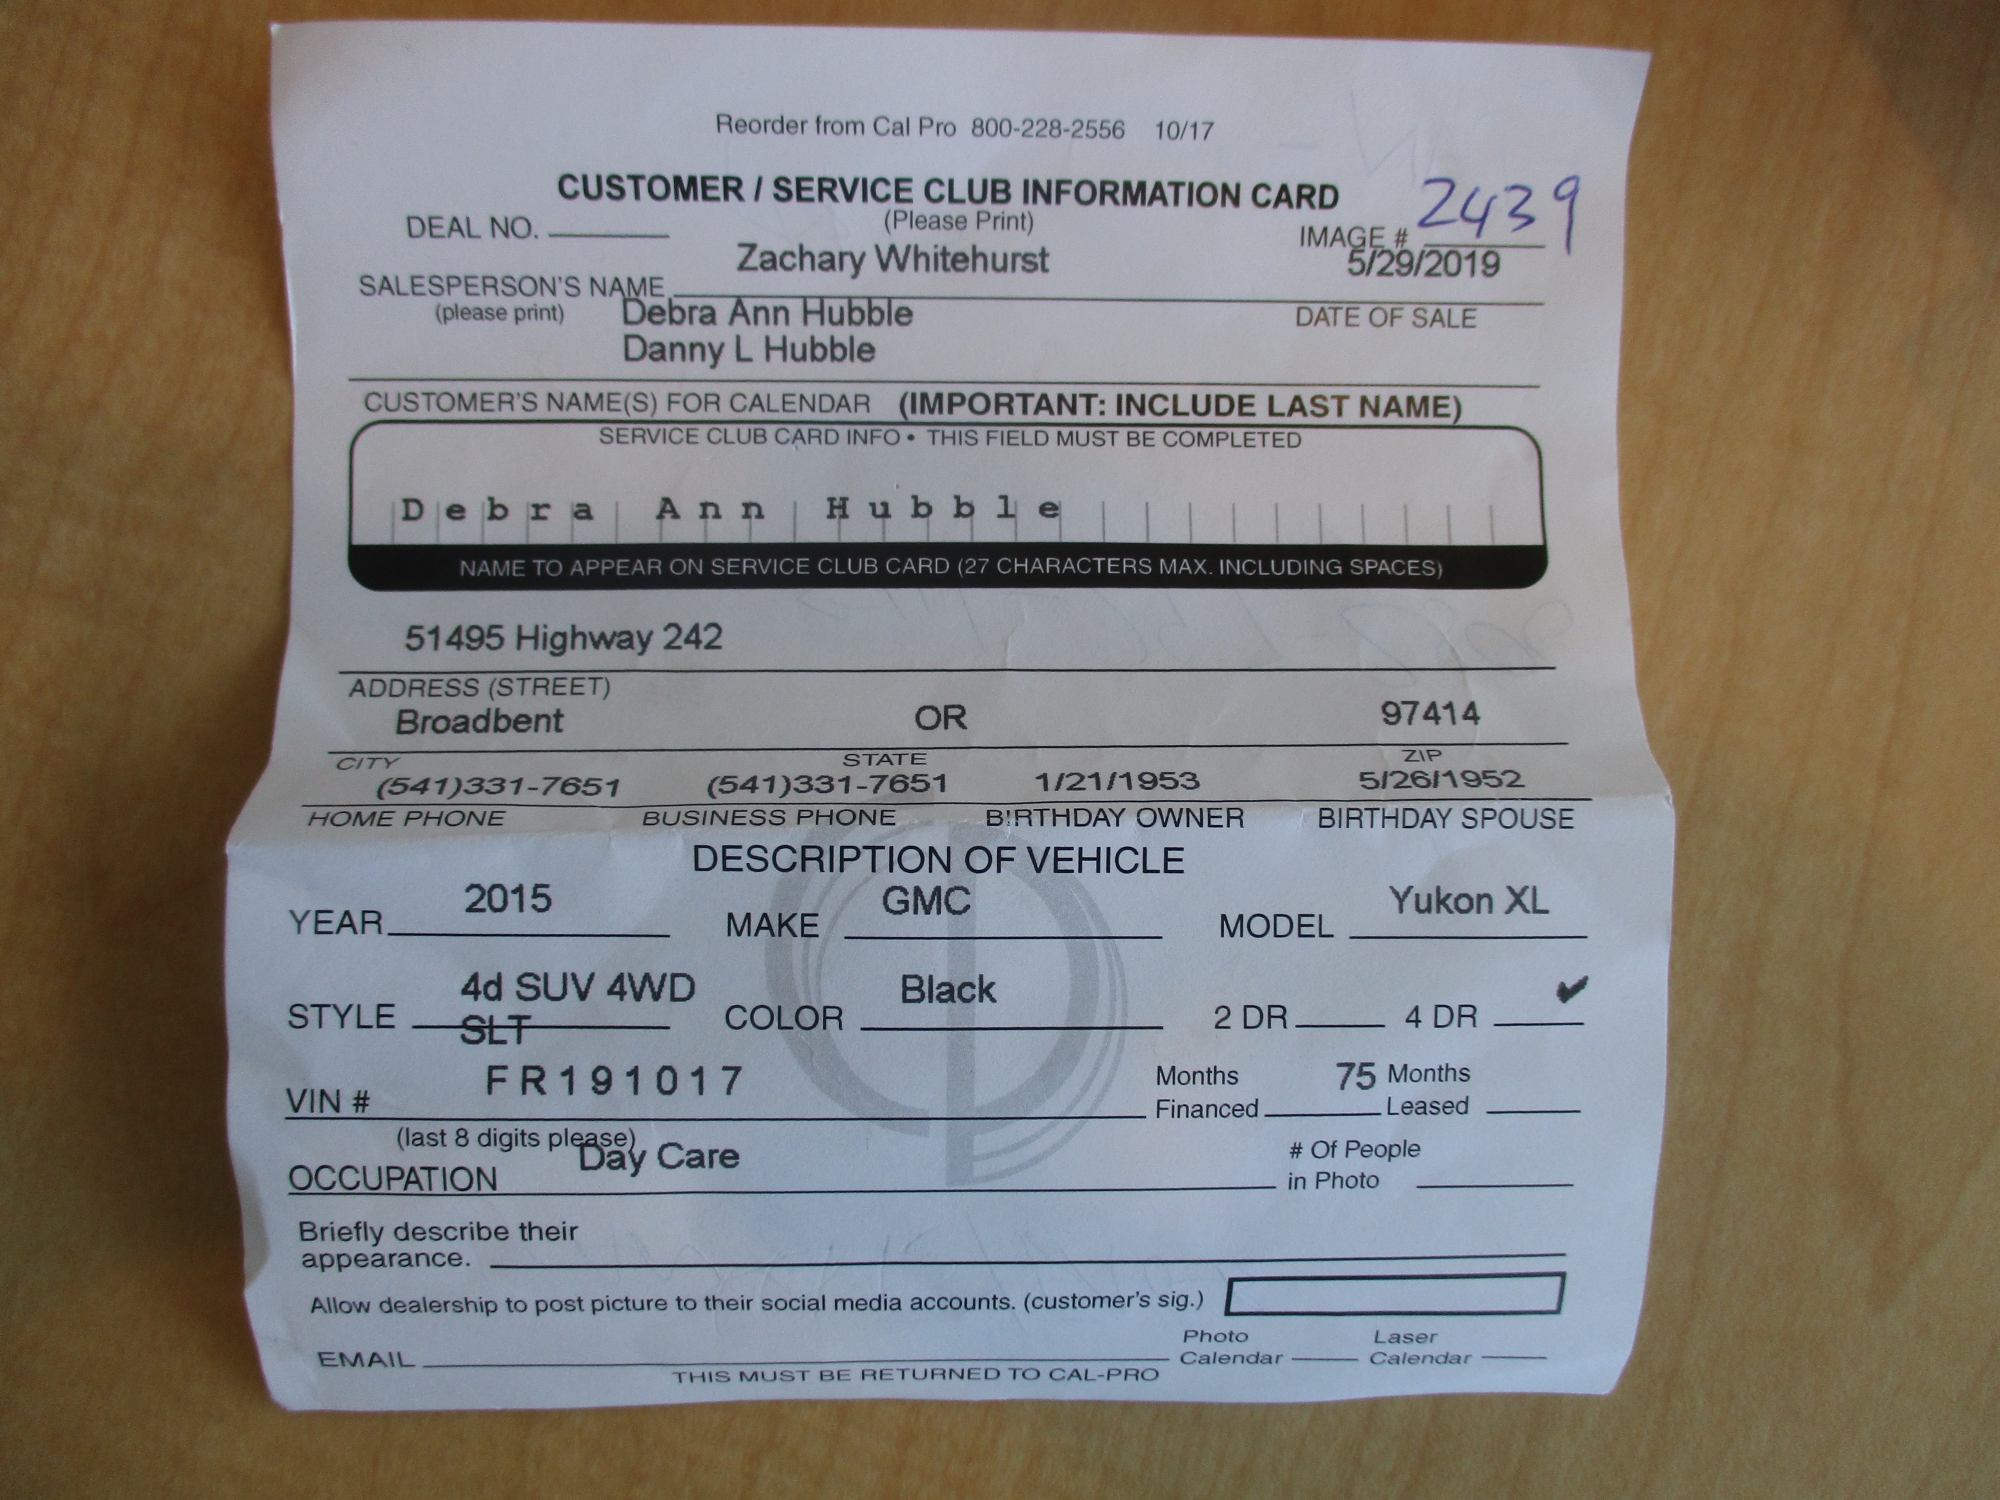 Reorder from Cal Pro 800-228-2556 10/17
CUSTOMER / SERVICE CLUB INFORMATION CARD
DEAL NO. (Please Print) IMAGE # 2439
SALESPERSON'S NAME Zachary Whitehurst 5/29/2019
(please print) DATE OF SALE
Debra Ann Hubble
Danny L Hubble
CUSTOMER'S NAME(S) FOR CALENDAR (IMPORTANT: INCLUDE LAST NAME)
SERVICE CLUB CARD INFO • THIS FIELD MUST BE COMPLETED
Debra Ann Hubble
NAME TO APPEAR ON SERVICE CLUB CARD (27 CHARACTERS MAX. INCLUDING SPACES)
51495 Highway 242
ADDRESS (STREET)
Broadbent OR 97414
CITY STATE ZIP
(541)331-7651 (541)331-7651 1/21/1953 5/26/1952
HOME PHONE BUSINESS PHONE BIRTHDAY OWNER BIRTHDAY SPOUSE
DESCRIPTION OF VEHICLE
YEAR 2015 MAKE GMC MODEL Yukon XL
STYLE 4d SUV 4WD SLT COLOR Black 2 DR 4 DR ✔
VIN # FR191017 Months Financed 75 Months Leased
(last 8 digits please)
OCCUPATION Day Care # Of People in Photo
Briefly describe their
appearance.
Allow dealership to post picture to their social media accounts. (customer's sig.)
EMAIL Photo Calendar Laser Calendar
THIS MUST BE RETURNED TO CAL-PRO